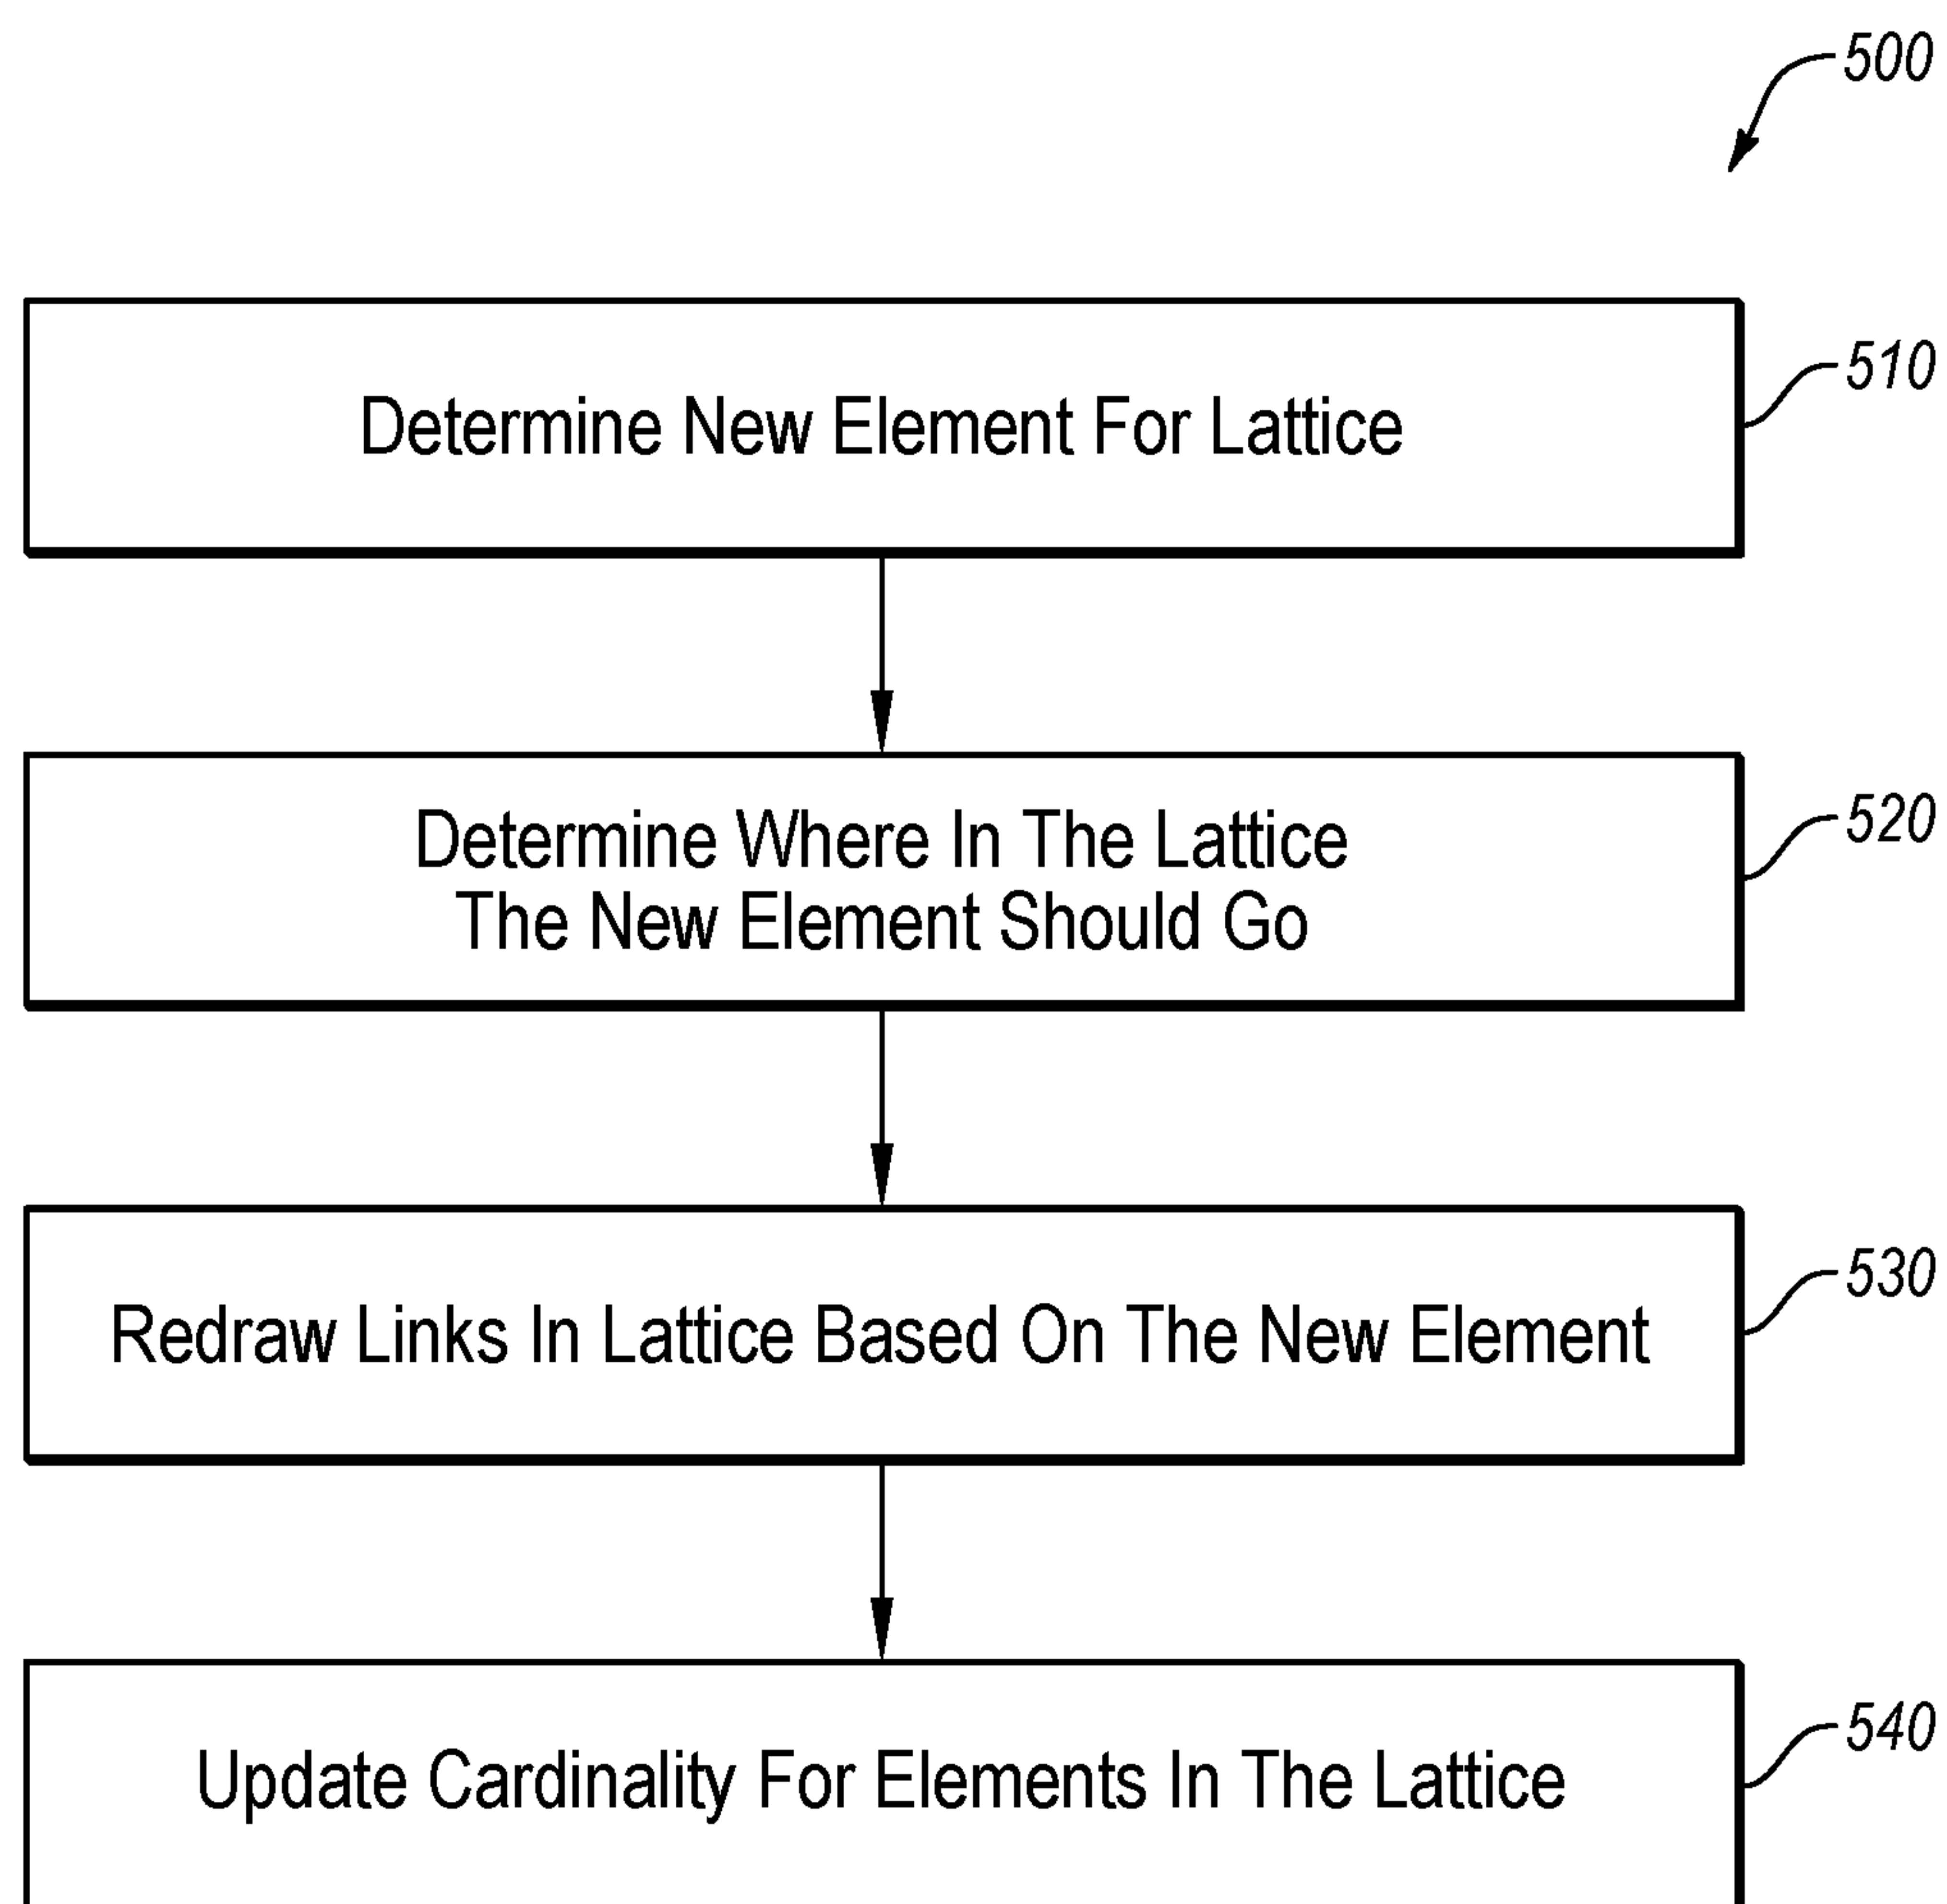 500
Determine New Element For Lattice
510
Determine Where In The Lattice
The New Element Should Go
520
Redraw Links In Lattice Based On The New Element
530
Update Cardinality For Elements In The Lattice
540